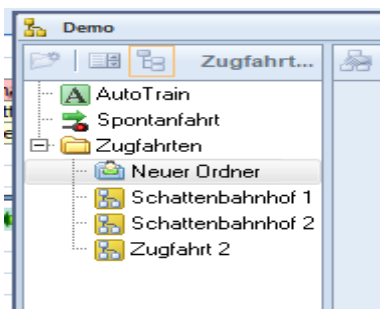 Demo
Zugfahrt...
AutoTrain
Spontanfahrt
Zugfahrten
Neuer Ordner
Schattenbahnhof 1
Schattenbahnhof 2
Zugfahrt 2